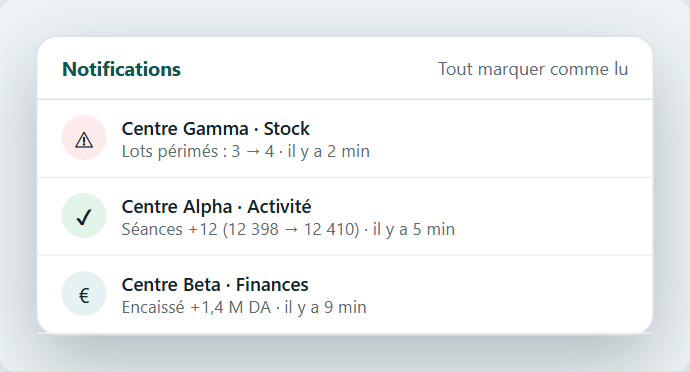 Notifications
Tout marquer comme lu
⚠
Centre Gamma · Stock
Lots périmés : 3 → 4 · il y a 2 min
✓
Centre Alpha · Activité
Séances +12 (12 398 → 12 410) · il y a 5 min
€
Centre Beta · Finances
Encaissé +1,4 M DA · il y a 9 min